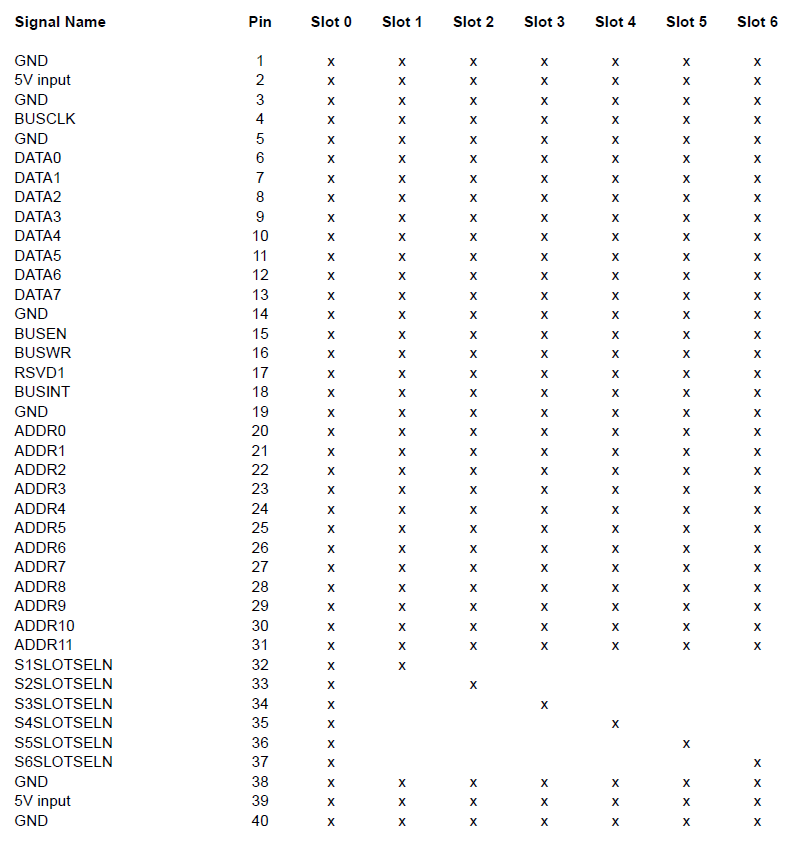 Signal Name Pin Slot 0 Slot 1 Slot 2 Slot 3 Slot 4 Slot 5 Slot 6
GND 1 x x x x x x x
5V input 2 x x x x x x x
GND 3 x x x x x x x
BUSCLK 4 x x x x x x x
GND 5 x x x x x x x
DATA0 6 x x x x x x x
DATA1 7 x x x x x x x
DATA2 8 x x x x x x x
DATA3 9 x x x x x x x
DATA4 10 x x x x x x x
DATA5 11 x x x x x x x
DATA6 12 x x x x x x x
DATA7 13 x x x x x x x
GND 14 x x x x x x x
BUSEN 15 x x x x x x x
BUSWR 16 x x x x x x x
RSVD1 17 x x x x x x x
BUSINT 18 x x x x x x x
GND 19 x x x x x x x
ADDR0 20 x x x x x x x
ADDR1 21 x x x x x x x
ADDR2 22 x x x x x x x
ADDR3 23 x x x x x x x
ADDR4 24 x x x x x x x
ADDR5 25 x x x x x x x
ADDR6 26 x x x x x x x
ADDR7 27 x x x x x x x
ADDR8 28 x x x x x x x
ADDR9 29 x x x x x x x
ADDR10 30 x x x x x x x
ADDR11 31 x x x x x x x
S1SLOTSELN 32 x x
S2SLOTSELN 33 x x
S3SLOTSELN 34 x x
S4SLOTSELN 35 x x
S5SLOTSELN 36 x x
S6SLOTSELN 37 x x
GND 38 x x x x x x x
5V input 39 x x x x x x x
GND 40 x x x x x x x